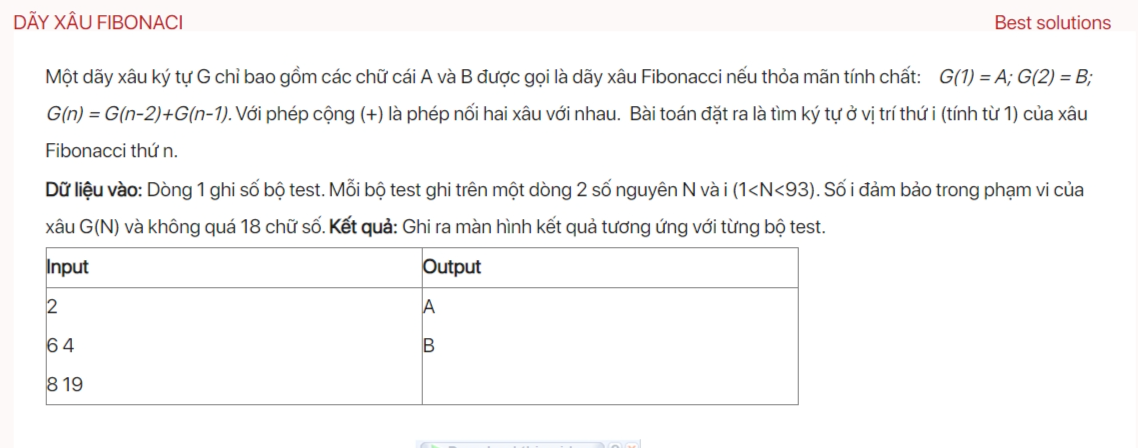 DÃY XÂU FIBONACI
Best solutions
Một dãy xâu ký tự G chỉ bao gồm các chữ cái A và B được gọi là dãy xâu Fibonacci nếu thỏa mãn tính chất: G(1) = A; G(2) = B;
G(n) = G(n-2)+G(n-1). Với phép cộng (+) là phép nối hai xâu với nhau. Bài toán đặt ra là tìm ký tự ở vị trí thứ i (tính từ 1) của xâu
Fibonacci thứ n.
Dữ liệu vào: Dòng 1 ghi số bộ test. Mỗi bộ test ghi trên một dòng 2 số nguyên N và i (1<N<93). Số i đảm bảo trong phạm vi của
xâu G(N) và không quá 18 chữ số. Kết quả: Ghi ra màn hình kết quả tương ứng với từng bộ test.
Input
Output
2
6 4
8 19
A
B